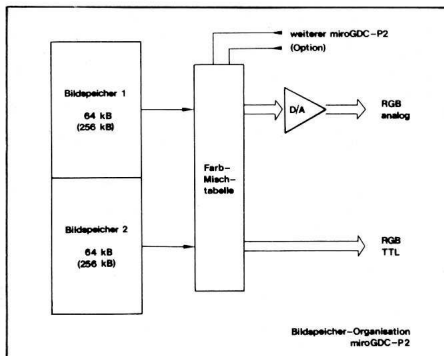 weiterer miroGDC-P2
(Option)
Bildspeicher 1
64 kB
(256 kB)
D/A
RGB
analog
Farb-
Misch-
tabelle
Bildspeicher 2
64 kB
(256 kB)
RGB
TTL
Bildspeicher-Organisation
miroGDC-P2